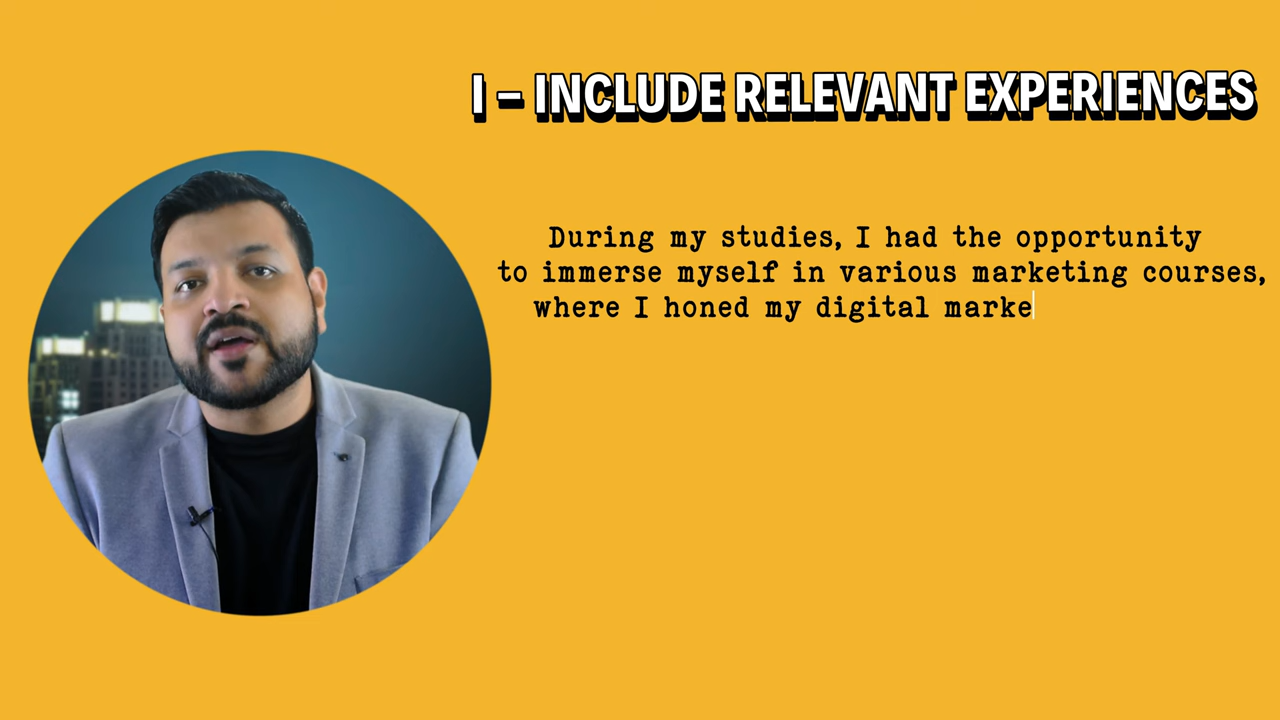 I – INCLUDE RELEVANT EXPERIENCES
During my studies, I had the opportunity
to immerse myself in various marketing courses,
where I honed my digital marke